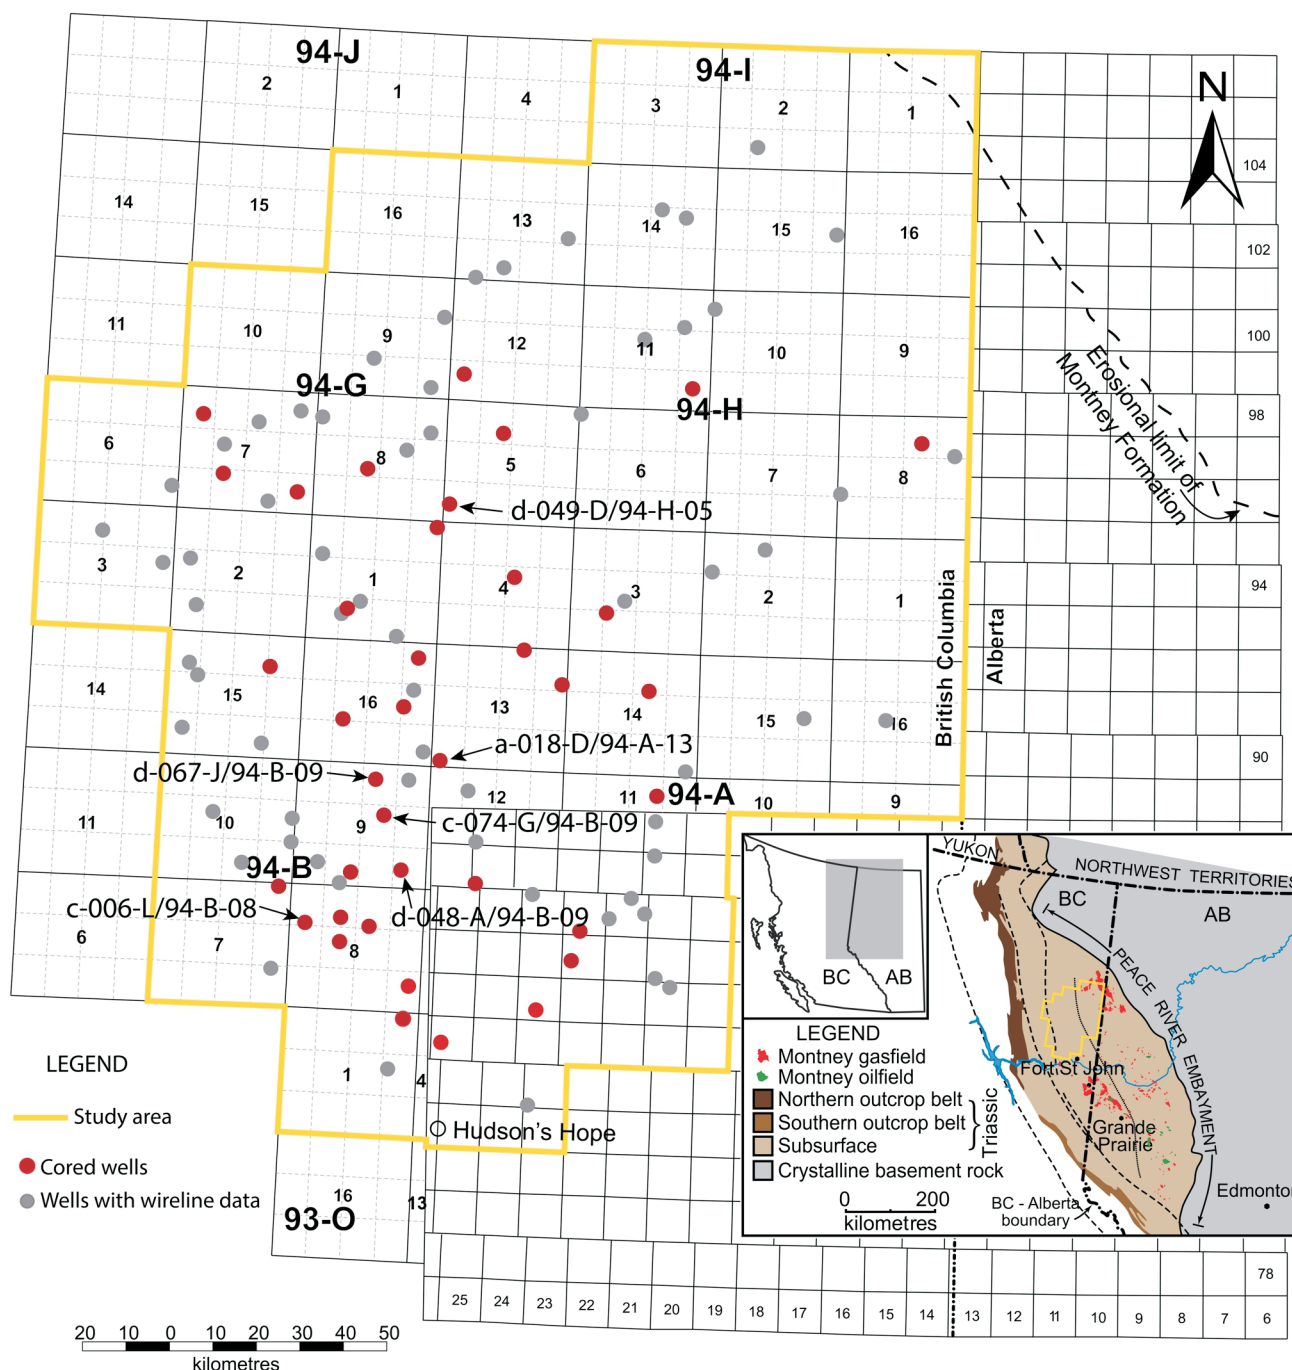 94-J
94-I
N
2
1
4
3
2
1
104
14
15
16
13
14
15
16
102
11
10
9
12
11
10
9
100
Erosional limit of
Montney Formation
94-G
94-H
98
6
7
8
5
6
7
8
d-049-D/94-H-05
3
2
1
4
3
2
1
94
British Columbia
Alberta
14
15
16
13
14
15
16
a-018-D/94-A-13
90
d-067-J/94-B-09
12
11
94-A
10
9
11
10
9
c-074-G/94-B-09
94-B
c-006-L/94-B-08
d-048-A/94-B-09
6
7
8
LEGEND
Study area
Cored wells
Wells with wireline data
1
4
Hudson's Hope
16
13
93-O
YUKON
NORTHWEST TERRITORIES
BC
AB
BC
AB
PEACE RIVER EMBAYMENT
LEGEND
Montney gasfield
Montney oilfield
Northern outcrop belt
Southern outcrop belt
Subsurface
Triassic
Crystalline basement rock
Fort St John
Grande
Prairie
Edmonto
BC - Alberta
boundary
0 200
kilometres
78
25 24 23 22 21 20 19 18 17 16 15 14 13 12 11 10 9 8 7 6
20 10 0 10 20 30 40 50
kilometres